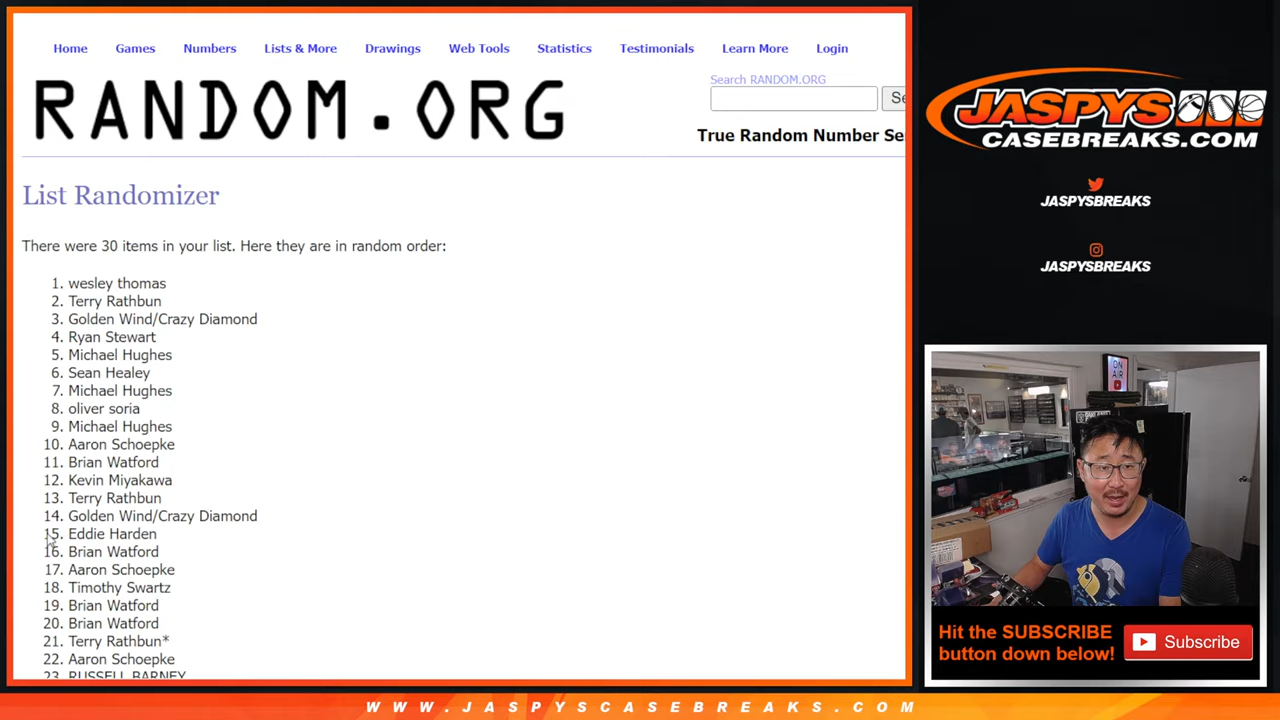 Home Games Numbers Lists & More Drawings Web Tools Statistics Testimonials Learn More Login
RANDOM.ORG
Search RANDOM.ORG
Se
True Random Number Se
List Randomizer
There were 30 items in your list. Here they are in random order:
1. wesley thomas
2. Terry Rathbun
3. Golden Wind/Crazy Diamond
4. Ryan Stewart
5. Michael Hughes
6. Sean Healey
7. Michael Hughes
8. oliver soria
9. Michael Hughes
10. Aaron Schoepke
11. Brian Watford
12. Kevin Miyakawa
13. Terry Rathbun
14. Golden Wind/Crazy Diamond
15. Eddie Harden
16. Brian Watford
17. Aaron Schoepke
18. Timothy Swartz
19. Brian Watford
20. Brian Watford
21. Terry Rathbun*
22. Aaron Schoepke
23. RUSSELL BARNEY
JASPYS
CASEBREAKS.COM
JASPYSBREAKS
JASPYSBREAKS
ON
AIR
Hit the SUBSCRIBE
button down below!
Subscribe
WWW.JASPYSCASEBREAKS.COM